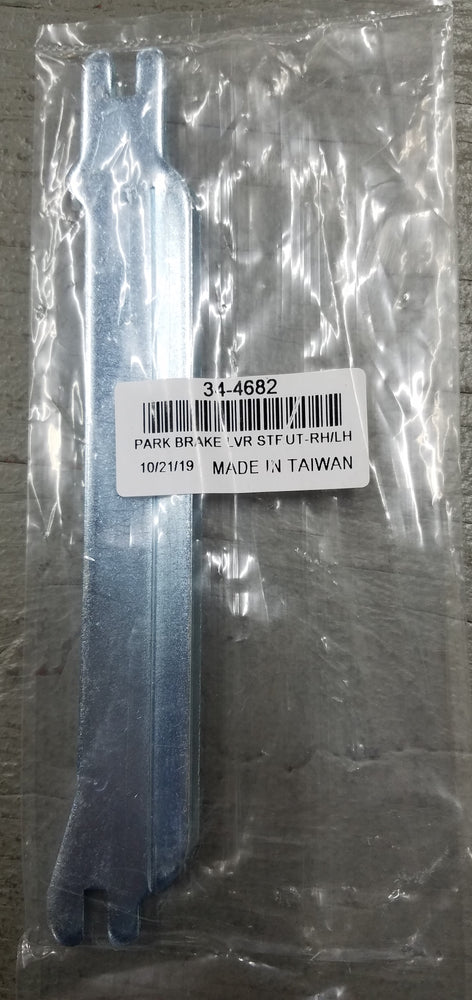 34-4682
PARK BRAKE LVR STRUT-RH/LH
10/21/19 MADE IN TAIWAN